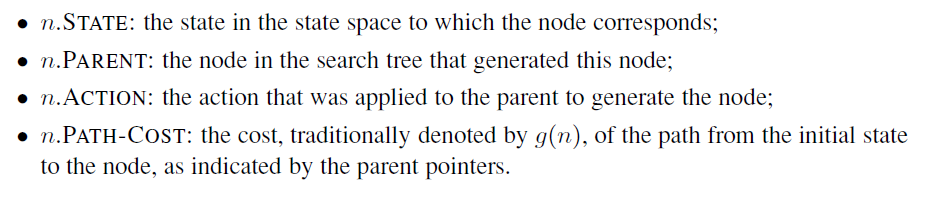 • n.STATE: the state in the state space to which the node corresponds;
• n.PARENT: the node in the search tree that generated this node;
• n.ACTION: the action that was applied to the parent to generate the node;
• n.PATH-COST: the cost, traditionally denoted by g(n), of the path from the initial state
to the node, as indicated by the parent pointers.